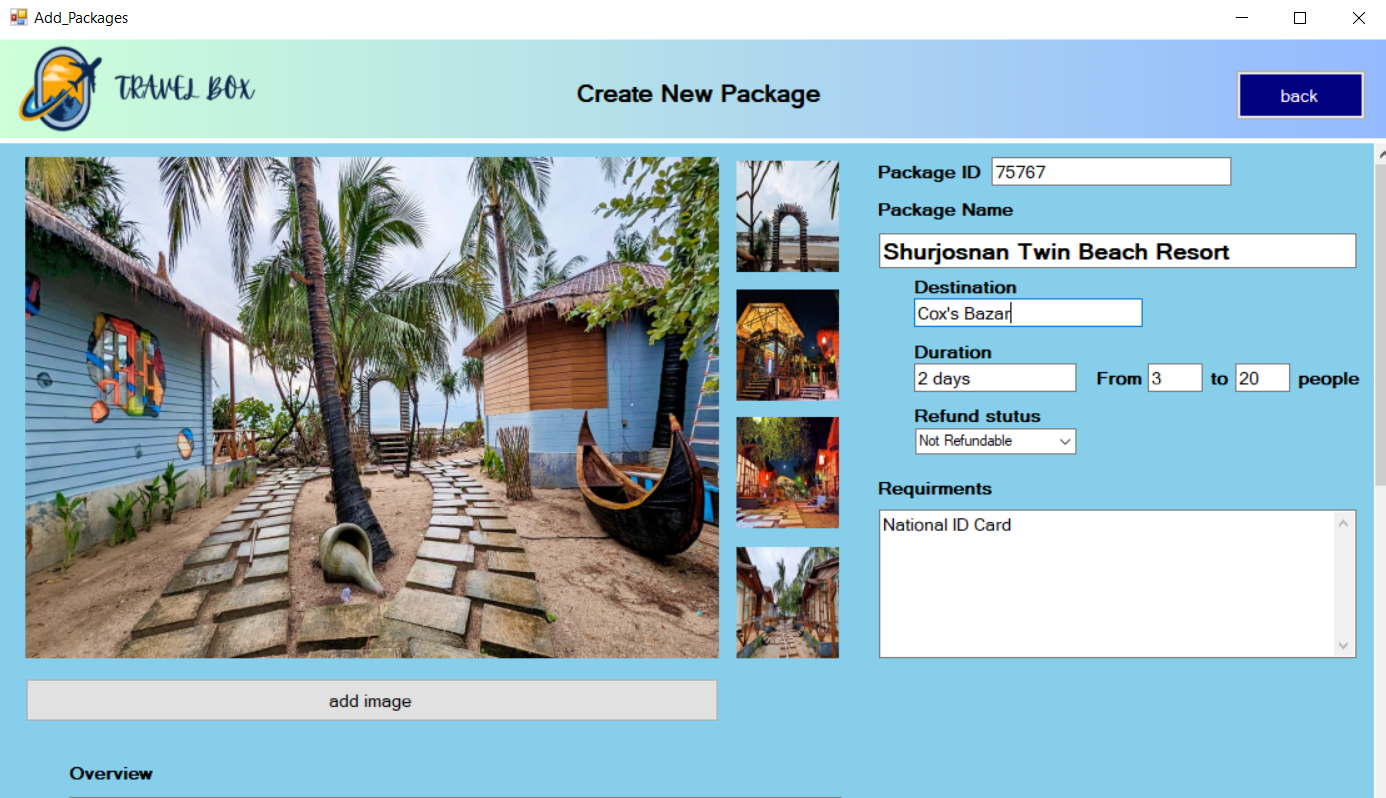 Add_Packages
TRAVEL BOX
Create New Package
back
Package ID 75767
Package Name
Shurjosnan Twin Beach Resort
Destination
Cox's Bazar
Duration
2 days From 3 to 20 people
Refund stutus
Not Refundable
Requirments
National ID Card
add image
Overview